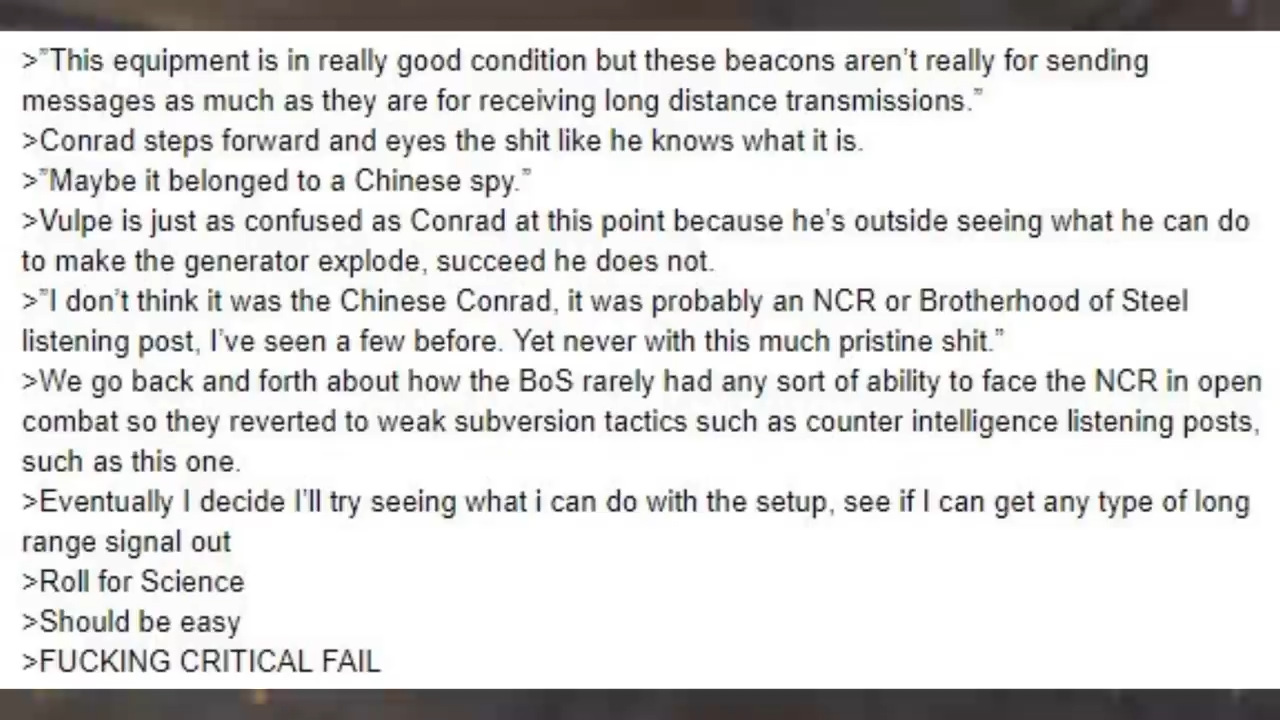 >"This equipment is in really good condition but these beacons aren't really for sending
messages as much as they are for receiving long distance transmissions."
>Conrad steps forward and eyes the shit like he knows what it is.
>"Maybe it belonged to a Chinese spy."
>Vulpe is just as confused as Conrad at this point because he's outside seeing what he can do
to make the generator explode, succeed he does not.
>"I don't think it was the Chinese Conrad, it was probably an NCR or Brotherhood of Steel
listening post, I've seen a few before. Yet never with this much pristine shit."
>We go back and forth about how the BoS rarely had any sort of ability to face the NCR in open
combat so they reverted to weak subversion tactics such as counter intelligence listening posts,
such as this one.
>Eventually I decide I'll try seeing what i can do with the setup, see if I can get any type of long
range signal out
>Roll for Science
>Should be easy
>FUCKING CRITICAL FAIL